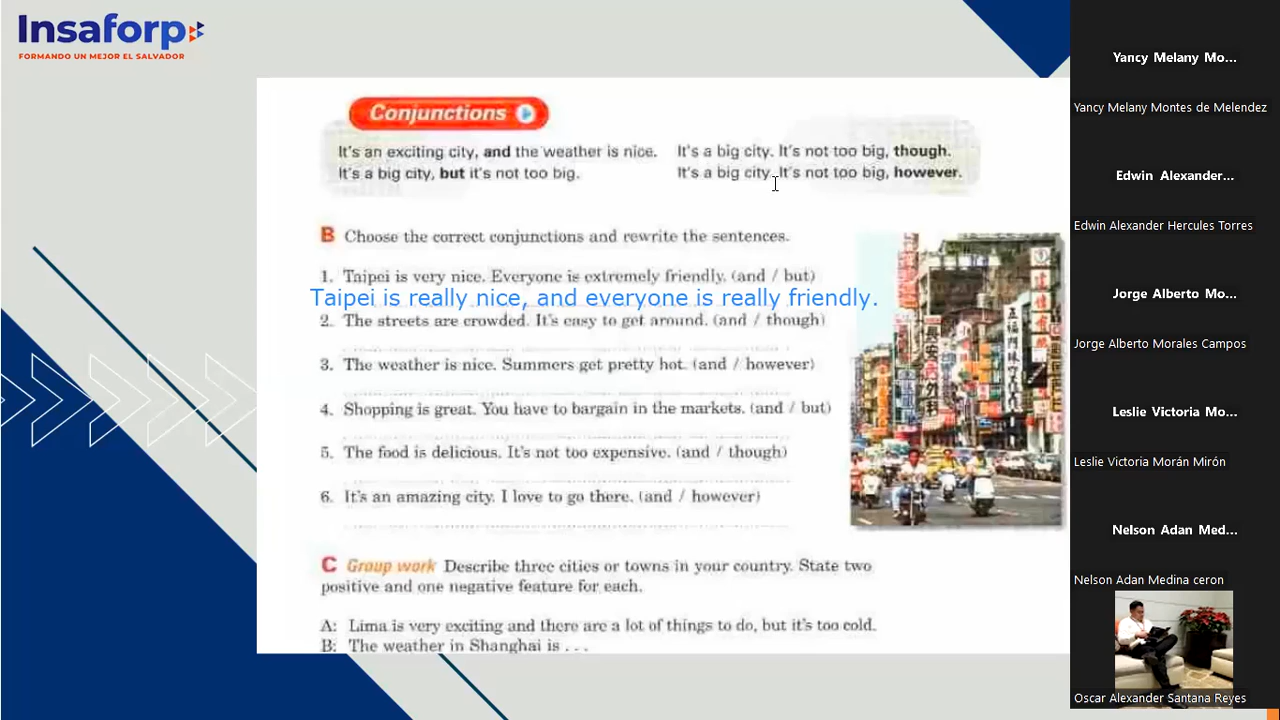 Insaforp
FORMANDO UN MEJOR EL SALVADOR
Conjunctions
It's an exciting city, and the weather is nice.
It's a big city, but it's not too big.
It's a big city. It's not too big, though.
It's a big city. It's not too big, however.
B Choose the correct conjunctions and rewrite the sentences.
1. Taipei is very nice. Everyone is extremely friendly. (and / but)
Taipei is really nice, and everyone is really friendly.
2. The streets are crowded. It's easy to get around. (and / though)
3. The weather is nice. Summers get pretty hot. (and / however)
4. Shopping is great. You have to bargain in the markets. (and / but)
5. The food is delicious. It's not too expensive. (and / though)
6. It's an amazing city. I love to go there. (and / however)
C Group work Describe three cities or towns in your country. State two
positive and one negative feature for each.
A: Lima is very exciting and there are a lot of things to do, but it's too cold.
B: The weather in Shanghai is . . .
Yancy Melany Mo...
Yancy Melany Montes de Melendez
Edwin Alexander...
Edwin Alexander Hercules Torres
Jorge Alberto Mo...
Jorge Alberto Morales Campos
Leslie Victoria Mo...
Leslie Victoria Morán Mirón
Nelson Adan Med...
Nelson Adan Medina ceron
Oscar Alexander Santana Reyes